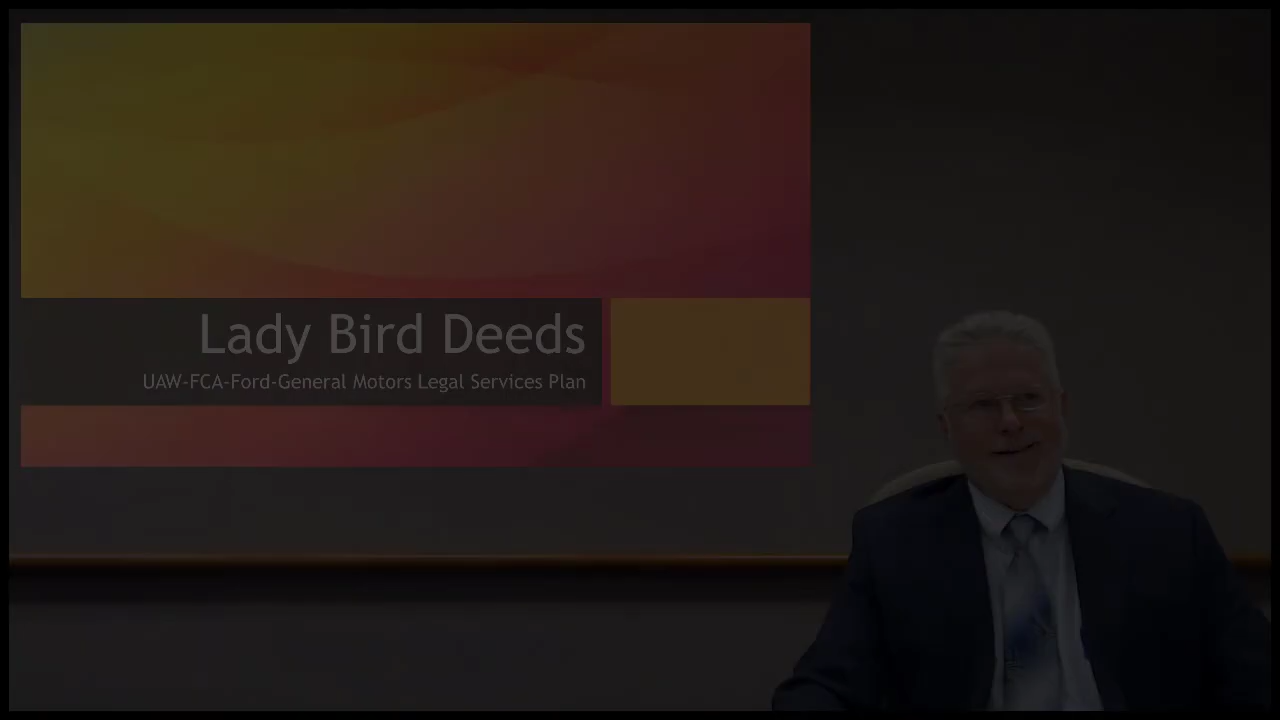 Lady Bird Deeds
UAW-FCA-Ford-General Motors Legal Services Plan